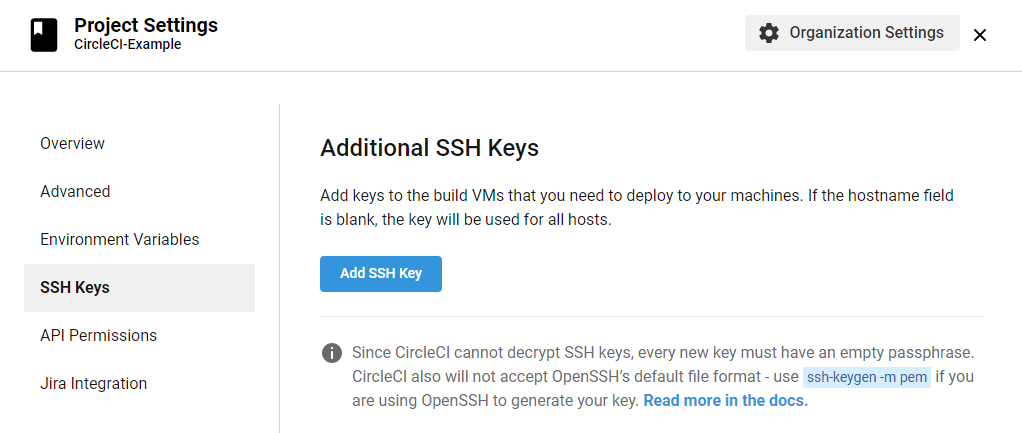 Project Settings
CircleCI-Example
Organization Settings
Overview
Advanced
Environment Variables
SSH Keys
API Permissions
Jira Integration
Additional SSH Keys
Add keys to the build VMs that you need to deploy to your machines. If the hostname field
is blank, the key will be used for all hosts.
Add SSH Key
Since CircleCI cannot decrypt SSH keys, every new key must have an empty passphrase.
CircleCI also will not accept OpenSSH’s default file format - use ssh-keygen -m pem if you
are using OpenSSH to generate your key. Read more in the docs.